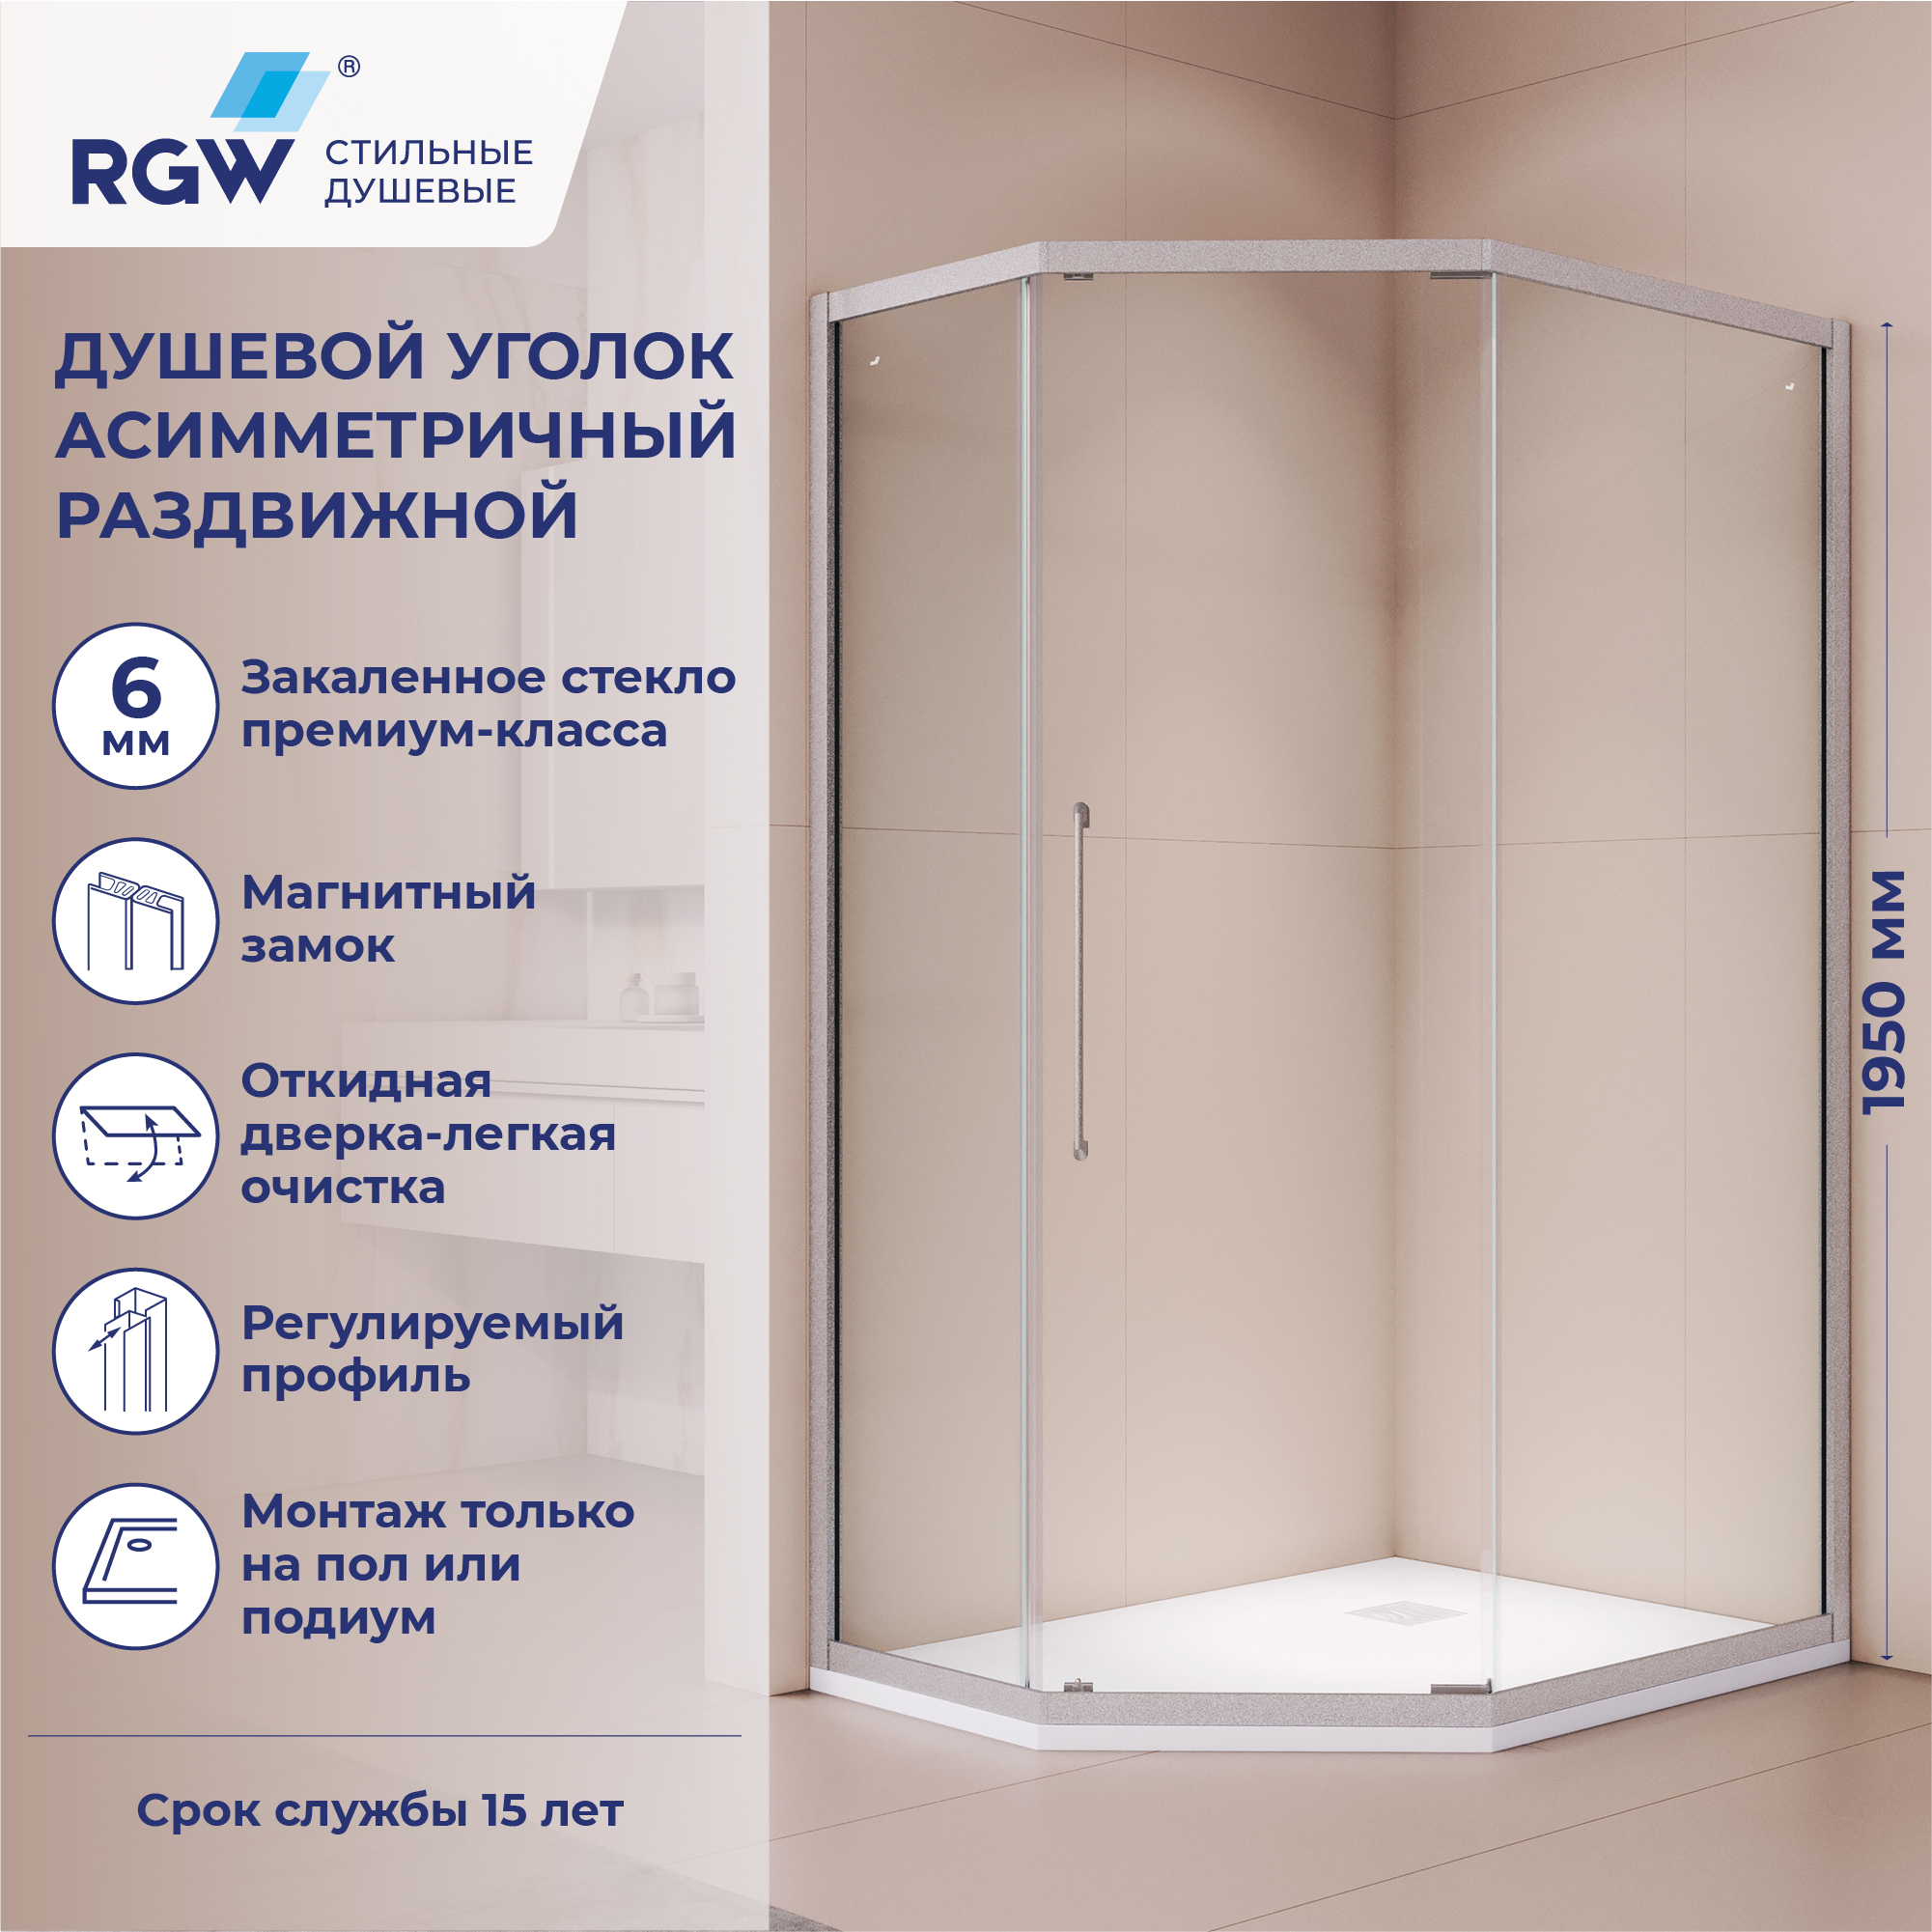 ®
RGW
СТИЛЬНЫЕ
ДУШЕВЫЕ
ДУШЕВОЙ УГОЛОК
АСИММЕТРИЧНЫЙ
РАЗДВИЖНОЙ
6
мм
Закаленное стекло
премиум-класса
Магнитный
замок
Откидная
дверка-легкая
очистка
Регулируемый
профиль
Монтаж только
на пол или
подиум
Срок службы 15 лет
1950 мм